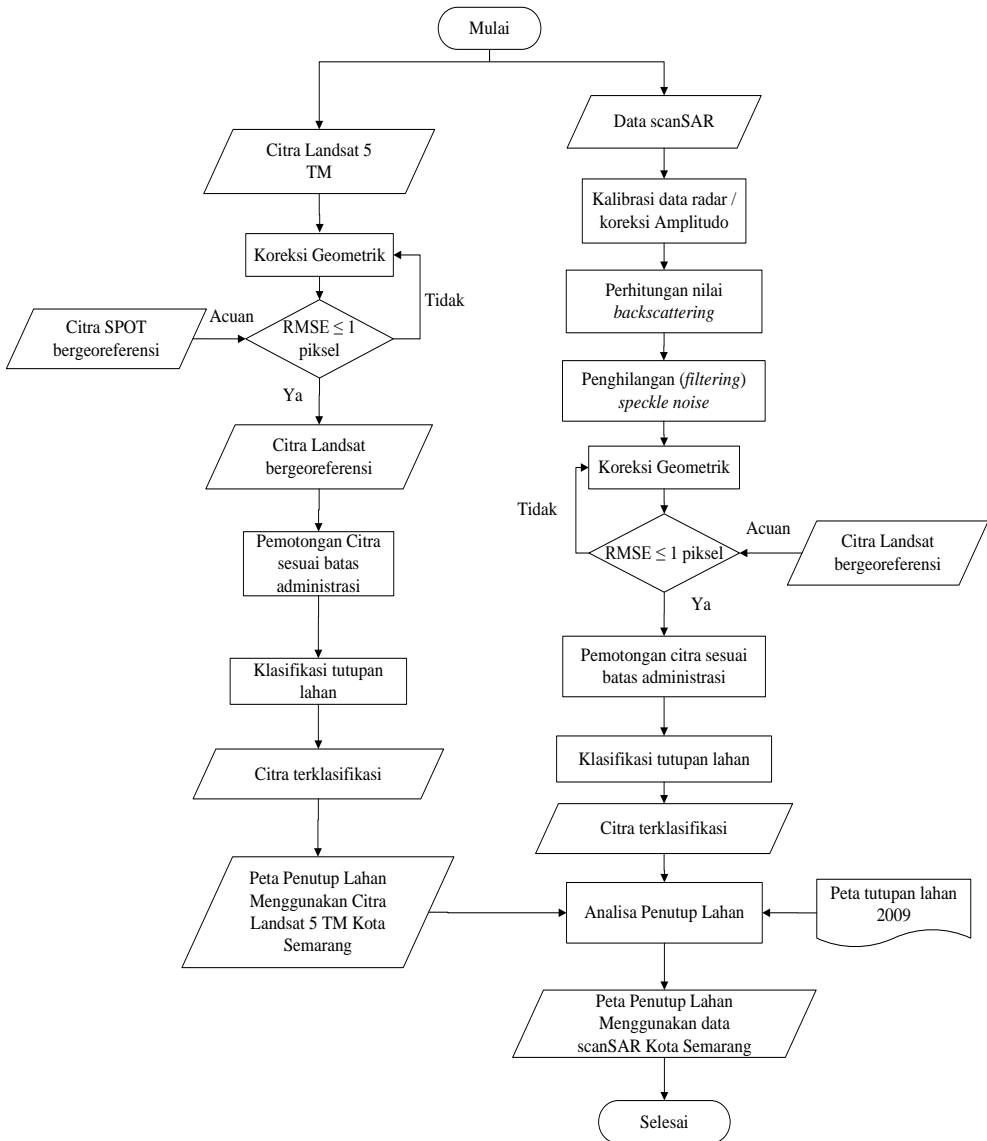 Mulai
Citra Landsat 5
TM
Koreksi Geometrik
Tidak
Citra SPOT
bergeoreferensi
Acuan
RMSE ≤ 1
piksel
Ya
Citra Landsat
bergeoreferensi
Pemotongan Citra
sesuai batas
administrasi
Klasifikasi tutupan
lahan
Citra terklasifikasi
Peta Penutup Lahan
Menggunakan Citra
Landsat 5 TM Kota
Semarang
Data scanSAR
Kalibrasi data radar /
koreksi Amplitudo
Perhitungan nilai
backscattering
Penghilangan (filtering)
speckle noise
Koreksi Geometrik
Tidak
RMSE ≤ 1 piksel
Acuan
Citra Landsat
bergeoreferensi
Ya
Pemotongan citra sesuai
batas administrasi
Klasifikasi tutupan lahan
Citra terklasifikasi
Analisa Penutup Lahan
Peta tutupan lahan
2009
Peta Penutup Lahan
Menggunakan data
scanSAR Kota Semarang
Selesai